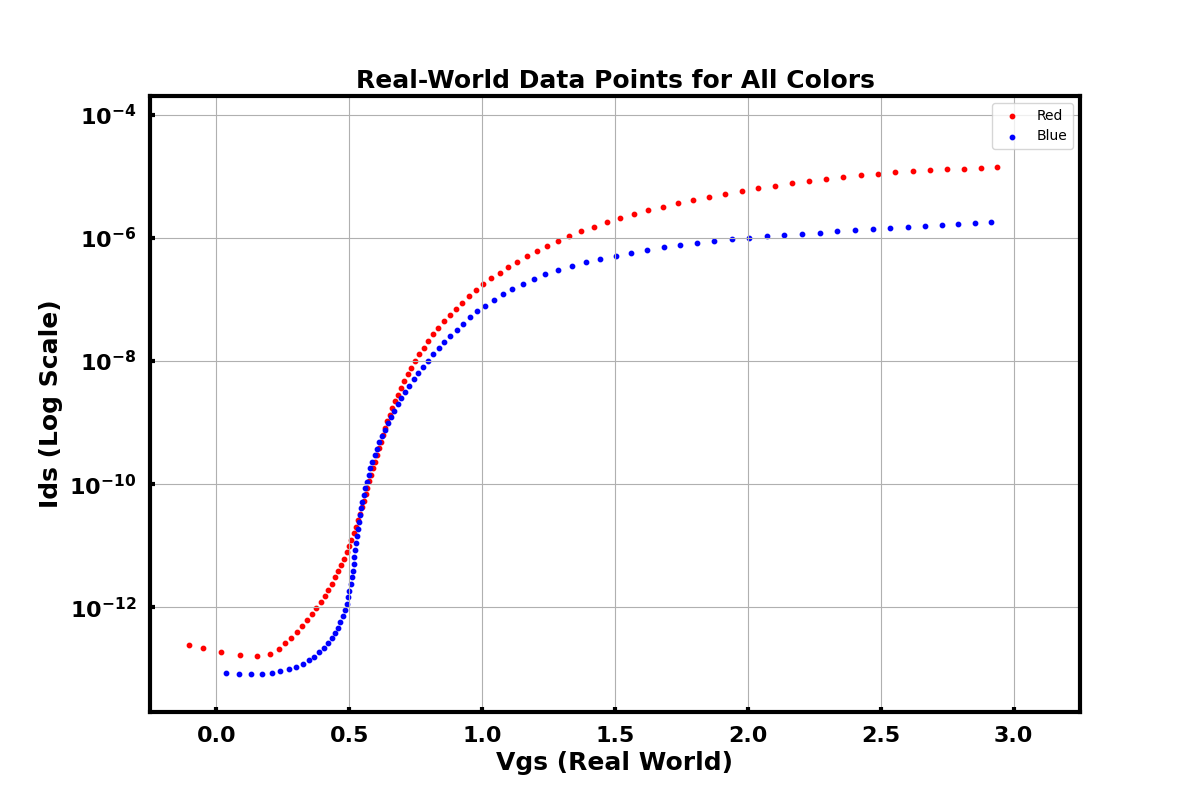 Real-World Data Points for All Colors
Red
Blue
10⁻⁴
10⁻⁶
10⁻⁸
10⁻¹⁰
10⁻¹²
Ids (Log Scale)
0.0 0.5 1.0 1.5 2.0 2.5 3.0
Vgs (Real World)